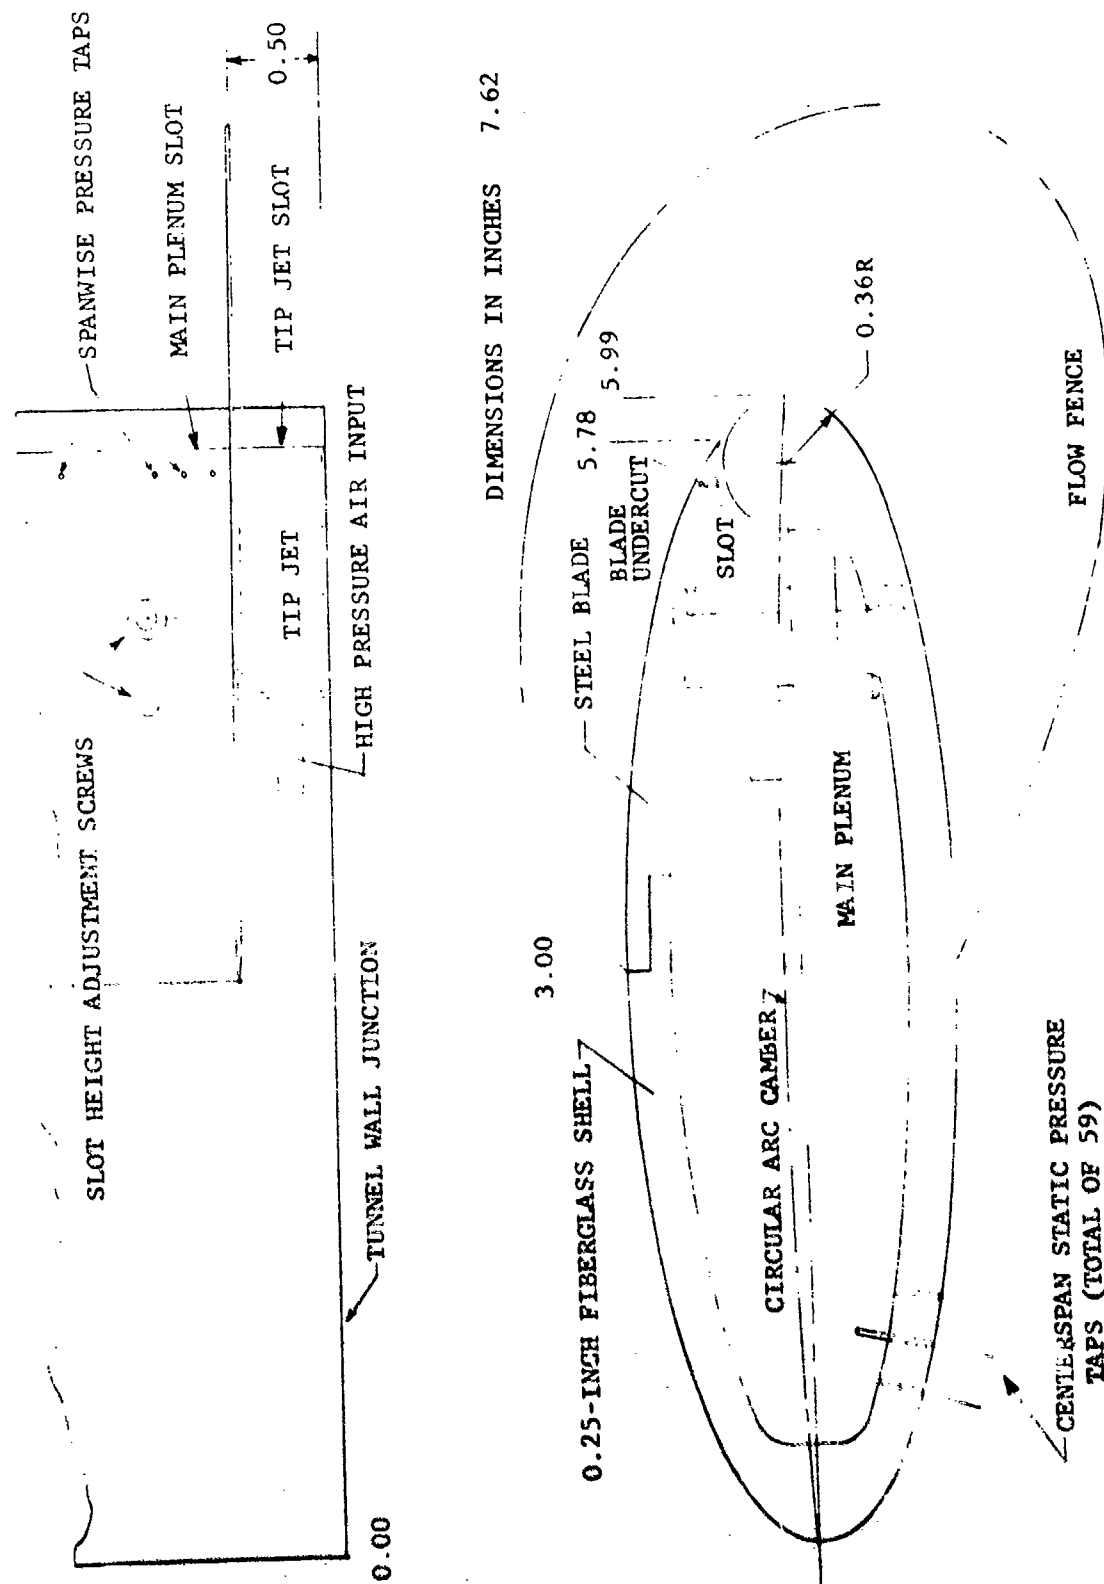 SPANWISE PRESSURE TAPS
MAIN PLENUM SLOT
0.50
TIP JET SLOT
TIP JET
HIGH PRESSURE AIR INPUT
SLOT HEIGHT ADJUSTMENT SCREWS
TUNNEL WALL JUNCTION
0.00
DIMENSIONS IN INCHES
7.62
3.00
5.78
5.99
STEEL BLADE
BLADE
UNDERCUT
SLOT
0.36R
0.25-INCH FIBERGLASS SHELL
CIRCULAR ARC CAMBER
MAIN PLENUM
FLOW FENCE
CENTERSPAN STATIC PRESSURE
TAPS (TOTAL OF 59)